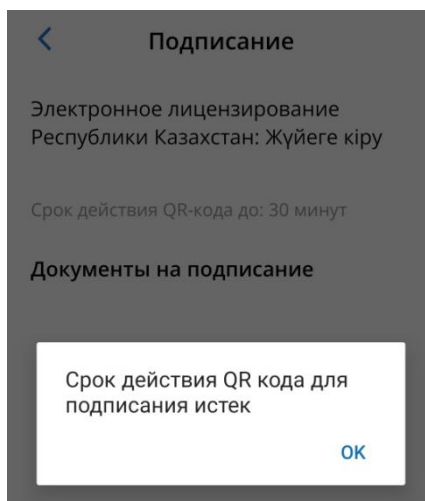 Подписание
Электронное лицензирование
Республики Казахстан: Жүйеге кіру
Срок действия QR-кода до: 30 минут
Документы на подписание
Срок действия QR кода для
подписания истек
OK